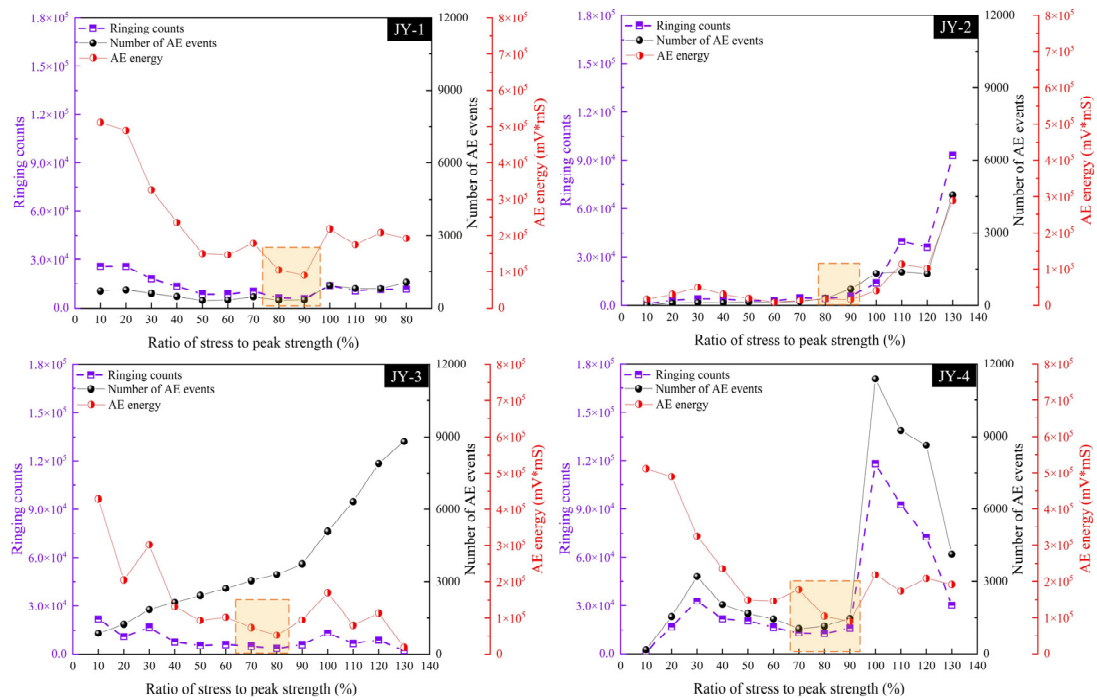 1.8×10⁵
1.5×10⁵
1.2×10⁵
9.0×10⁴
6.0×10⁴
3.0×10⁴
0.0
Ringing counts
Ringing counts
Number of AE events
AE energy
JY-1
12000
9000
6000
3000
0
Number of AE events
8×10⁵
7×10⁵
6×10⁵
5×10⁵
4×10⁵
3×10⁵
2×10⁵
1×10⁵
0
AE energy (mV*mS)
10 20 30 40 50 60 70 80 90 100 110 90 80
Ratio of stress to peak strength (%)
1.8×10⁵
1.5×10⁵
1.2×10⁵
9.0×10⁴
6.0×10⁴
3.0×10⁴
0.0
Ringing counts
Ringing counts
Number of AE events
AE energy
JY-2
12000
9000
6000
3000
0
Number of AE events
8×10⁵
7×10⁵
6×10⁵
5×10⁵
4×10⁵
3×10⁵
2×10⁵
1×10⁵
0
AE energy (mV*mS)
0 10 20 30 40 50 60 70 80 90 100 110 120 130 140
Ratio of stress to peak strength (%)
1.8×10⁵
1.5×10⁵
1.2×10⁵
9.0×10⁴
6.0×10⁴
3.0×10⁴
0.0
Ringing counts
Ringing counts
Number of AE events
AE energy
JY-3
12000
9000
6000
3000
0
Number of AE events
8×10⁵
7×10⁵
6×10⁵
5×10⁵
4×10⁵
3×10⁵
2×10⁵
1×10⁵
0
AE energy (mV*mS)
0 10 20 30 40 50 60 70 80 90 100 110 120 130 140
Ratio of stress to peak strength (%)
1.8×10⁵
1.5×10⁵
1.2×10⁵
9.0×10⁴
6.0×10⁴
3.0×10⁴
0.0
Ringing counts
Ringing counts
Number of AE events
AE energy
JY-4
12000
9000
6000
3000
0
Number of AE events
8×10⁵
7×10⁵
6×10⁵
5×10⁵
4×10⁵
3×10⁵
2×10⁵
1×10⁵
0
AE energy (mV*mS)
0 10 20 30 40 50 60 70 80 90 100 110 120 130 140
Ratio of stress to peak strength (%)